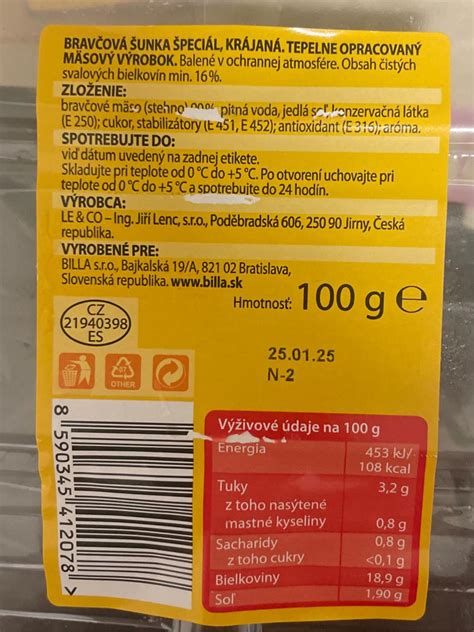 BRAVČOVÁ ŠUNKA ŠPECIÁL, KRÁJANÁ. TEPELNE OPRACOVANÝ
MÄSOVÝ VÝROBOK. Balené v ochrannej atmosfére. Obsah čistých
svalových bielkovín min. 16%.
ZLOŽENIE:
bravčové mäso (stehno) pitná voda, jedlá konzervačná látka
(E 250); cukor, stabilizátory (E 451, E 452); antioxidant (E 316); aróma.
SPOTREBUJTE DO:
viď dátum uvedený na zadnej etikete.
Skladujte pri teplote od 0 °C do +5 °C. Po otvorení uchovajte pri
teplote od 0 °C do +5 °C a spotrebujte do 24 hodín.
VÝROBCA:
LE & CO – Ing. Jiří Lenc, s.r.o., Poděbradská 606, 250 90 Jirny, Česká
republika.
VYROBENÉ PRE:
BILLA s.r.o., Bajkalská 19/A, 821 02 Bratislava,
Slovenská republika. www.billa.sk
Hmotnosť: 100 g e
CZ
21940398
ES
07
OTHER
25.01.25
N-2
8 590345 412078 >
Výživové údaje na 100 g
Energia 453 kJ/
108 kcal
Tuky 3,2 g
z toho nasýtené
mastné kyseliny 0,8 g
Sacharidy 0,8 g
z toho cukry <0,1 g
Bielkoviny 18,9 g
Soľ 1,90 g